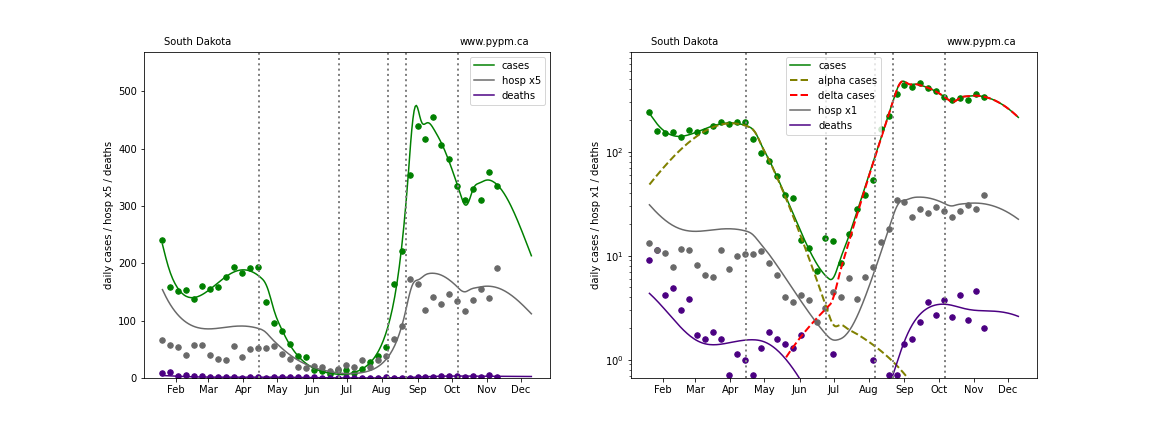 South Dakota www.pypm.ca
cases
hosp x5
deaths
daily cases / hosp x5 / deaths
500
400
300
200
100
0
Feb Mar Apr May Jun Jul Aug Sep Oct Nov Dec
South Dakota www.pypm.ca
cases
alpha cases
delta cases
hosp x1
deaths
daily cases / hosp x1 / deaths
10²
10¹
10⁰
Feb Mar Apr May Jun Jul Aug Sep Oct Nov Dec